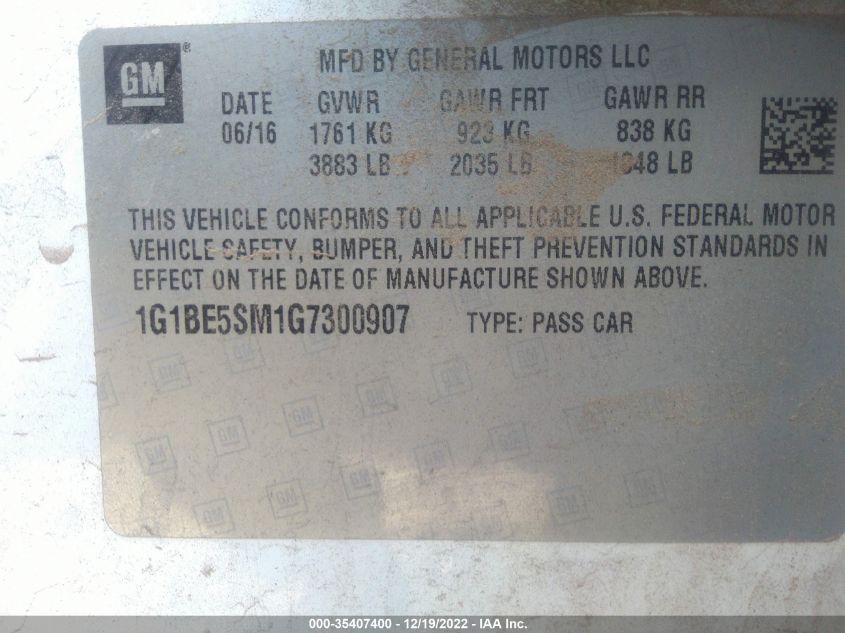 GM®
MFD BY GENERAL MOTORS LLC
DATE GVWR GAWR FRT GAWR RR
06/16 1761 KG 923 KG 838 KG
3883 LB 2035 LB 1848 LB
THIS VEHICLE CONFORMS TO ALL APPLICABLE U.S. FEDERAL MOTOR
VEHICLE SAFETY, BUMPER, AND THEFT PREVENTION STANDARDS IN
EFFECT ON THE DATE OF MANUFACTURE SHOWN ABOVE.
1G1BE5SM1G7300907 TYPE: PASS CAR
000-35407400 - 12/19/2022 - IAA Inc.